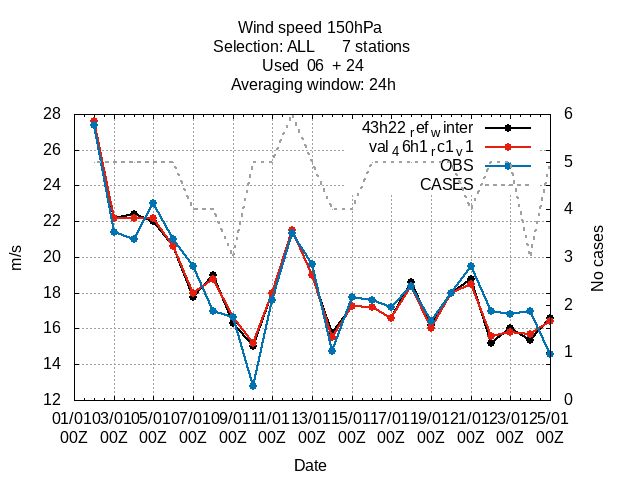 Wind speed 150hPa
Selection: ALL 7 stations
Used 06 + 24
Averaging window: 24h
28 6
43h22refwinter
val46h1rc1v1
26
5
OBS
24
CASES
22 4
20 3
m/s
No cases
18
2
16
14 1
12 0
01/01 03/01 05/01 07/01 09/01 11/01 13/01 15/01 17/01 19/01 21/01 23/01 25/01
00Z 00Z 00Z 00Z 00Z 00Z 00Z 00Z 00Z 00Z 00Z 00Z 00Z
Date